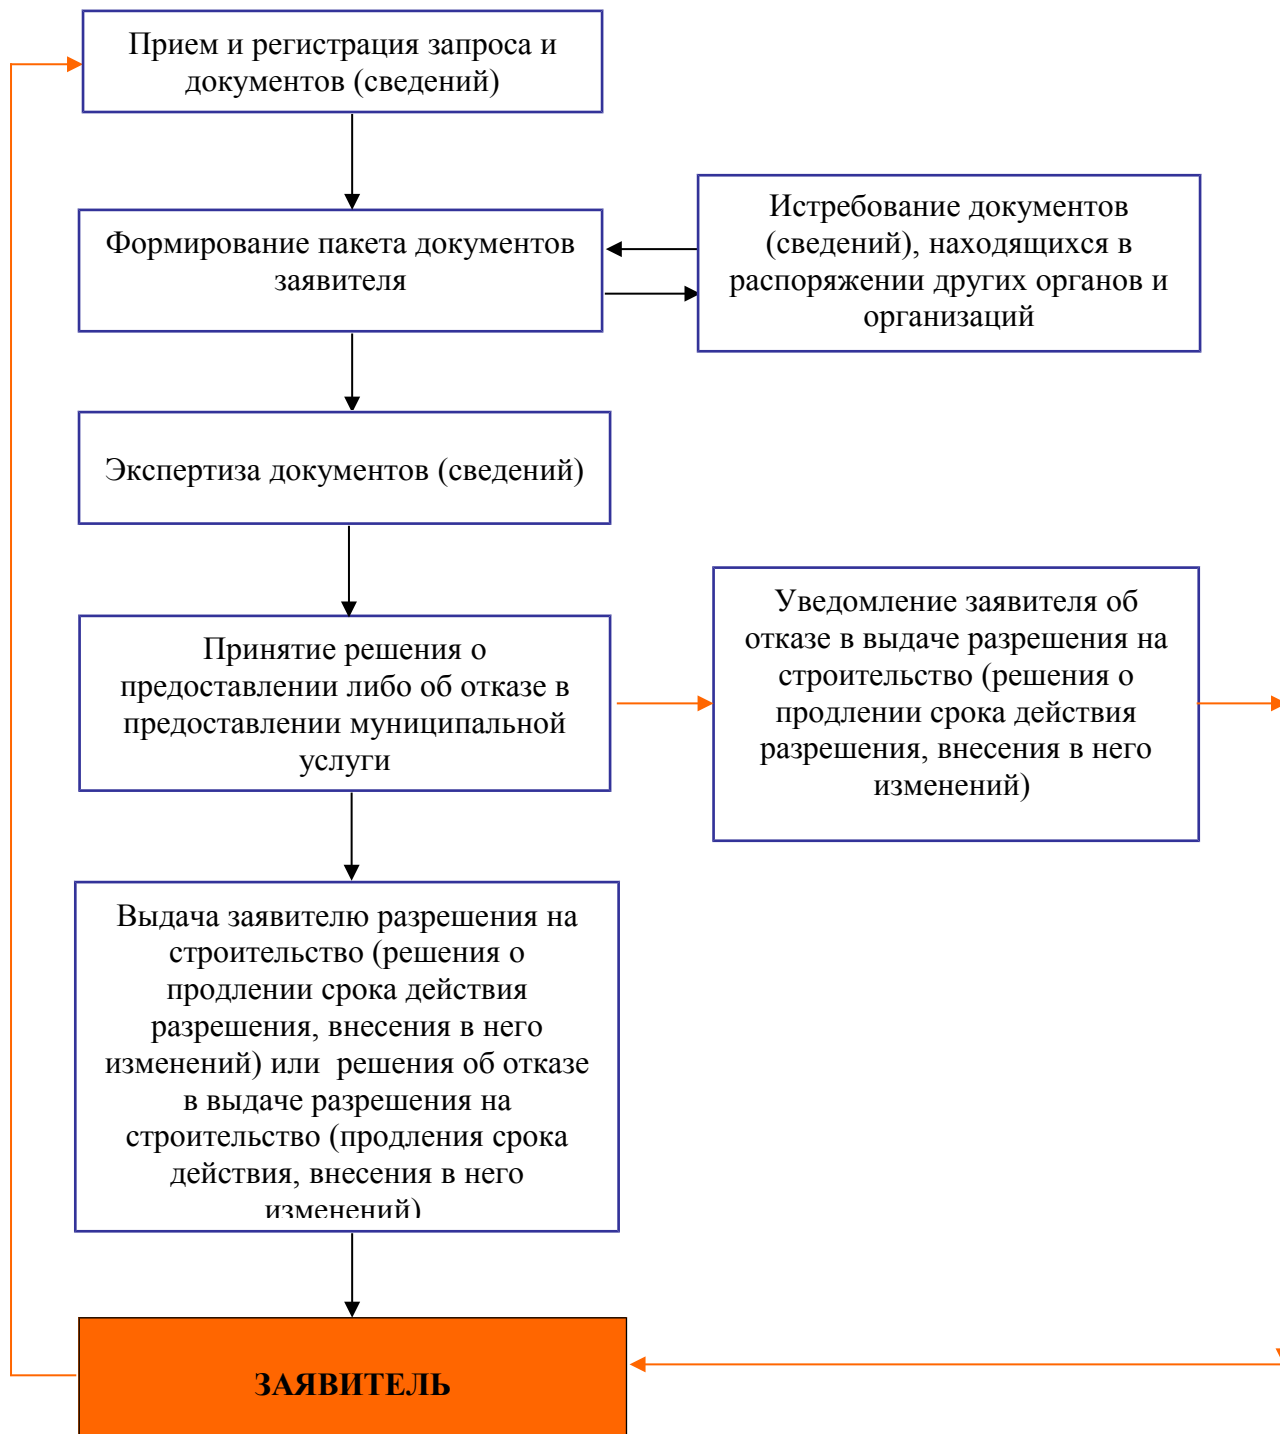 Прием и регистрация запроса и
документов (сведений)
Формирование пакета документов
заявителя
Истребование документов
(сведений), находящихся в
распоряжении других органов и
организаций
Экспертиза документов (сведений)
Принятие решения о
предоставлении либо об отказе в
предоставлении муниципальной
услуги
Уведомление заявителя об
отказе в выдаче разрешения на
строительство (решения о
продлении срока действия
разрешения, внесения в него
изменений)
Выдача заявителю разрешения на
строительство (решения о
продлении срока действия
разрешения, внесения в него
изменений) или  решения об отказе
в выдаче разрешения на
строительство (продления срока
действия, внесения в него
изменений)
ЗАЯВИТЕЛЬ